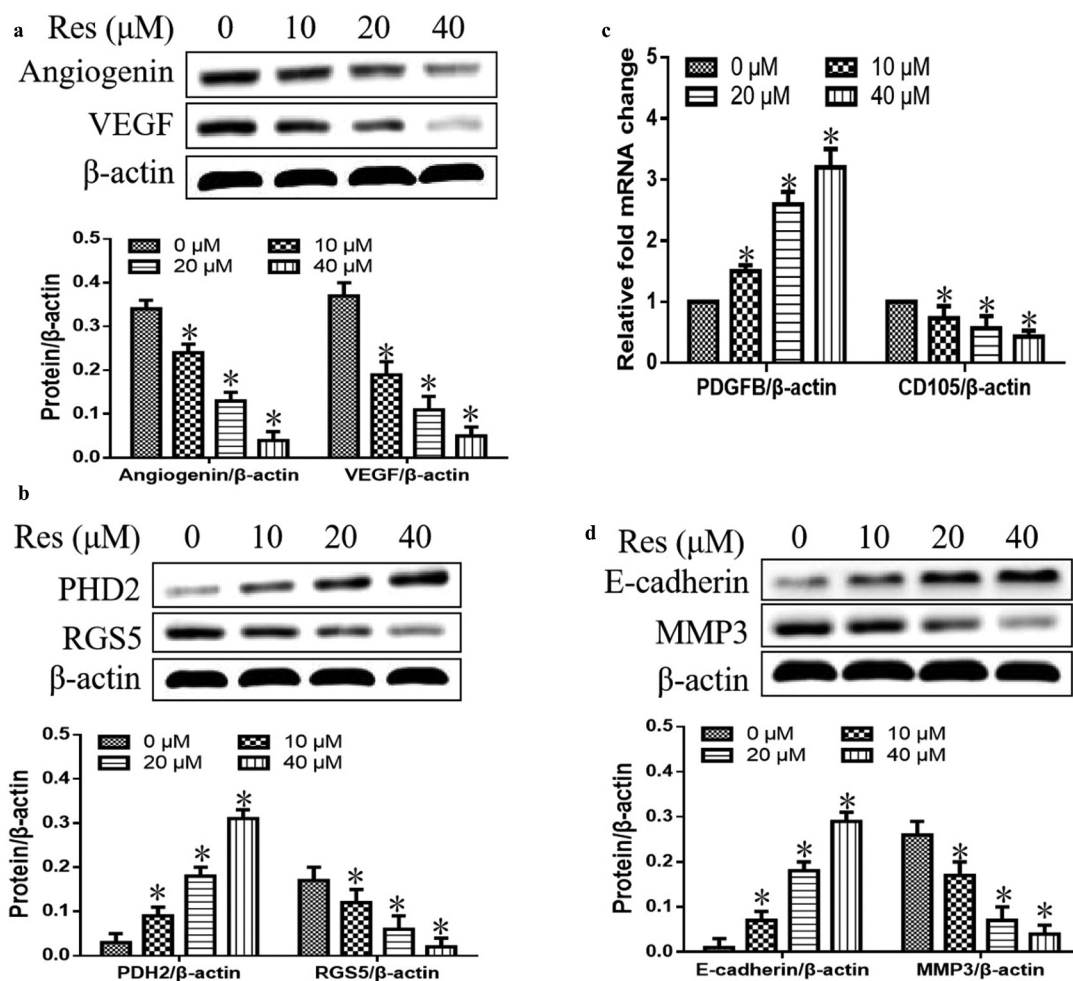 a
Res (μM) 0 10 20 40
Angiogenin
VEGF
β-actin
Protein/β-actin
0 μM 10 μM
20 μM 40 μM
0.5
0.4
0.3
0.2
0.1
0.0
* * * * * *
Angiogenin/β-actin VEGF/β-actin
b
Res (μM) 0 10 20 40
PHD2
RGS5
β-actin
Protein/β-actin
0 μM 10 μM
20 μM 40 μM
0.5
0.4
0.3
0.2
0.1
0.0
* * * * * *
PDH2/β-actin RGS5/β-actin
c
Relative fold mRNA change
0 μM 10 μM
20 μM 40 μM
5
4
3
2
1
0
* * * * * *
PDGFB/β-actin CD105/β-actin
d
Res (μM) 0 10 20 40
E-cadherin
MMP3
β-actin
Protein/β-actin
0 μM 10 μM
20 μM 40 μM
0.5
0.4
0.3
0.2
0.1
0.0
* * * * * *
E-cadherin/β-actin MMP3/β-actin